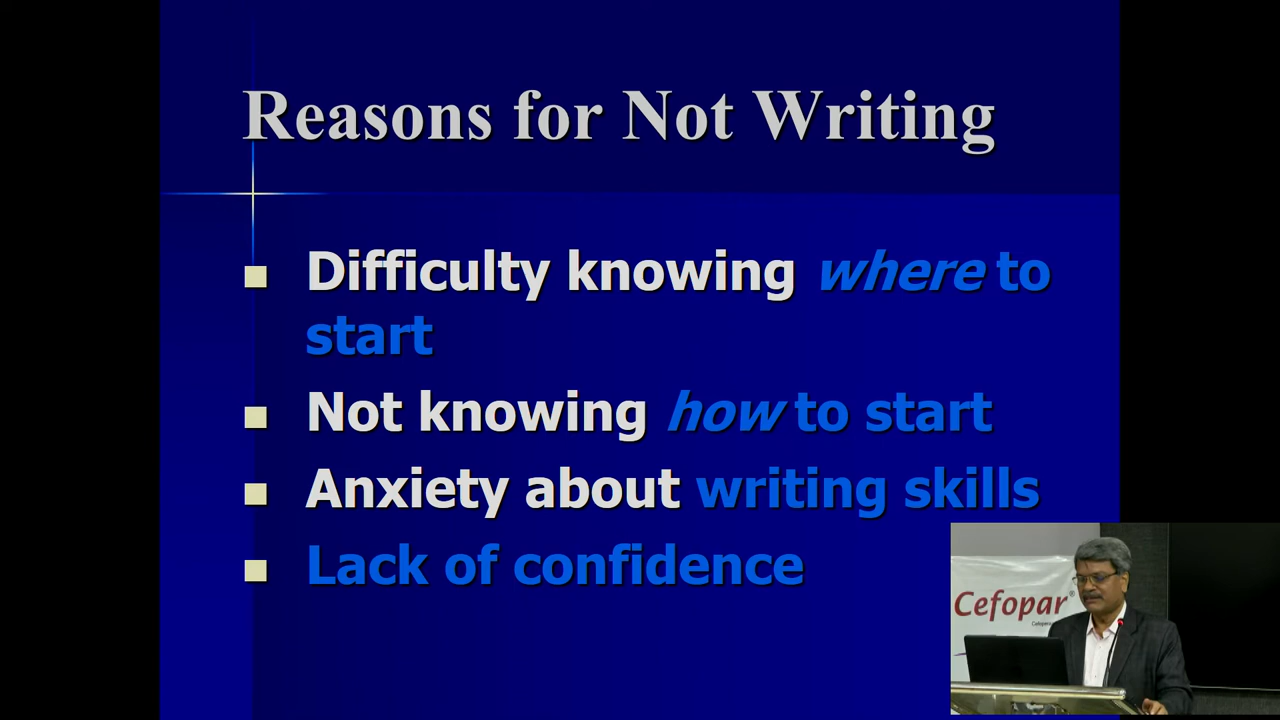 Reasons for Not Writing
Difficulty knowing where to
start
Not knowing how to start
Anxiety about writing skills
Lack of confidence
Cefopar®